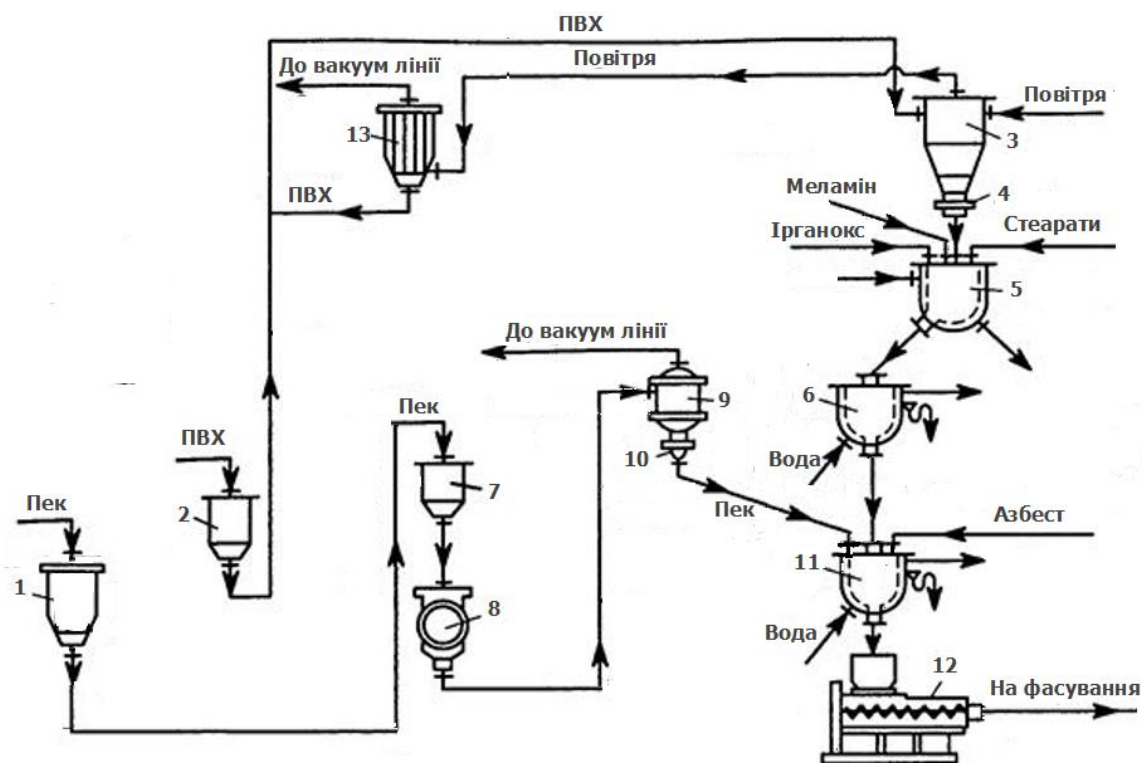 ПВХ
До вакуум лінії
Повітря
Повітря
13
3
ПВХ
Меламін
4
Ірганокс
Стеарати
5
До вакуум лінії
Пек
9
6
ПВХ
10
Вода
7
Пек
2
Пек
Азбест
1
11
8
Вода
12
На фасування